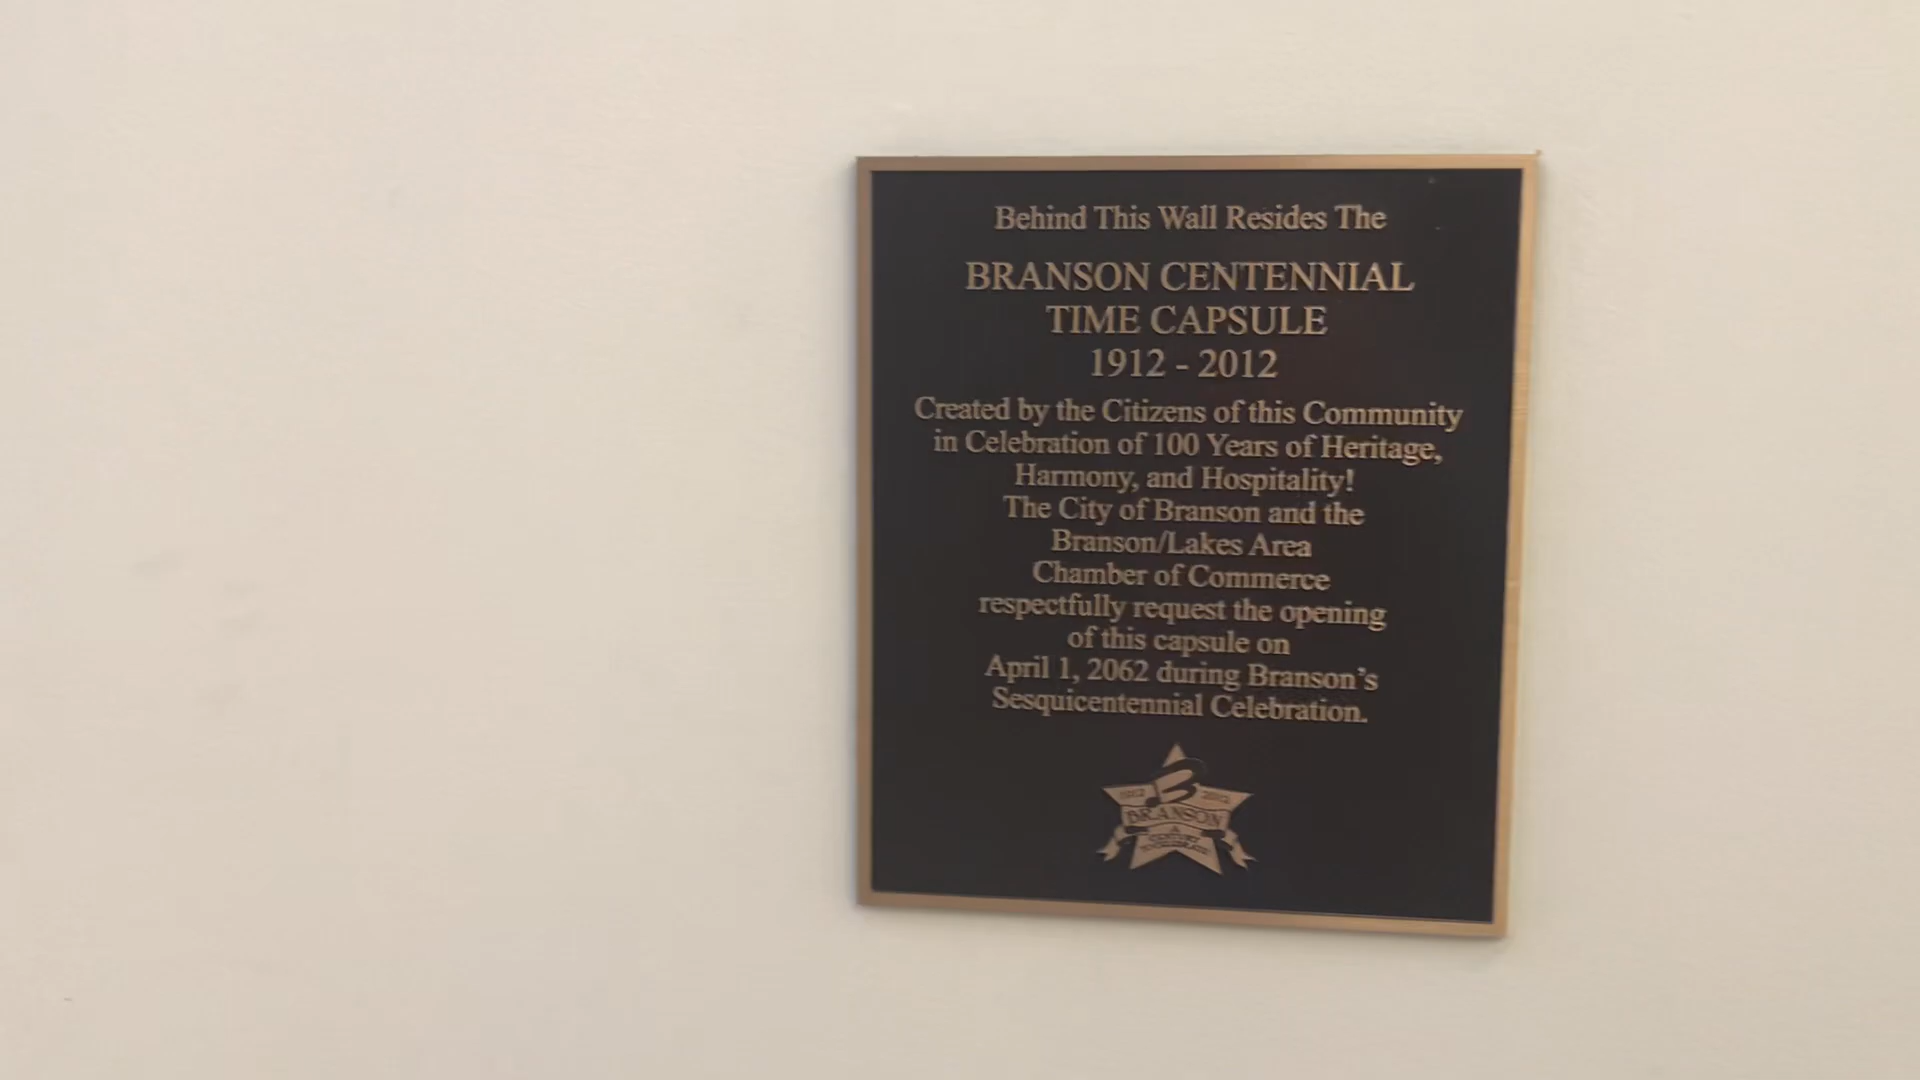 Behind This Wall Resides The
BRANSON CENTENNIAL
TIME CAPSULE
1912 - 2012
Created by the Citizens of this Community
in Celebration of 100 Years of Heritage,
Harmony, and Hospitality!
The City of Branson and the
Branson/Lakes Area
Chamber of Commerce
respectfully request the opening
of this capsule on
April 1, 2062 during Branson's
Sesquicentennial Celebration.
1912 2012
BRANSON
A
CENTURY